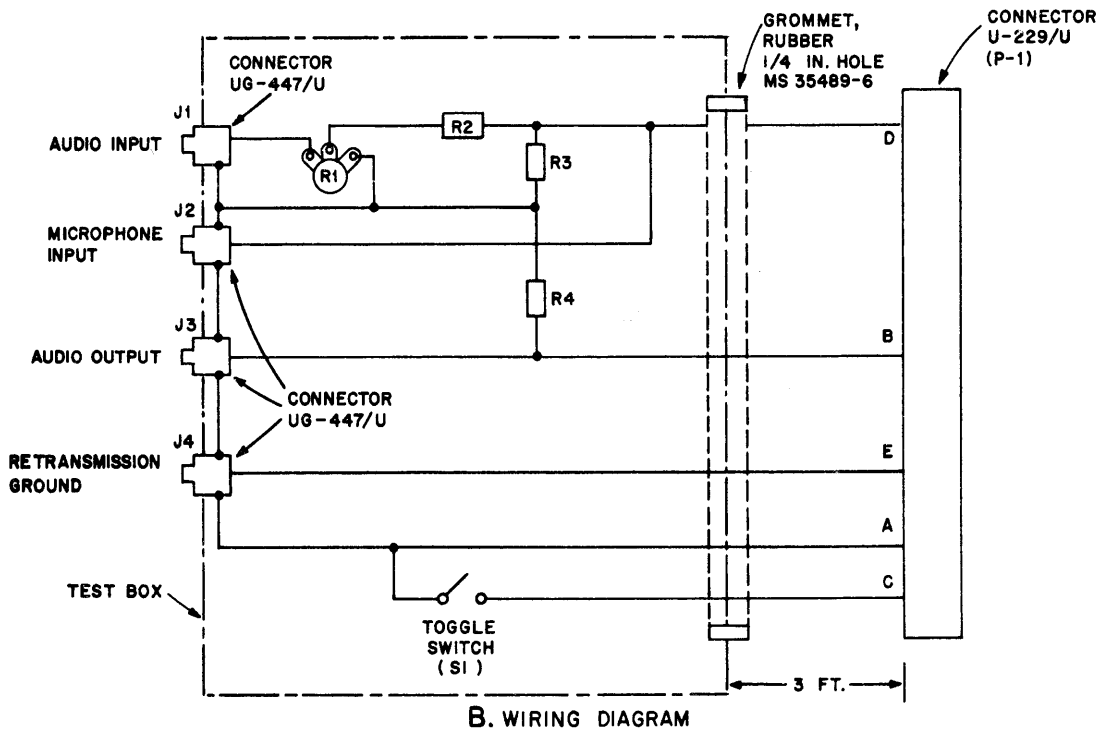 GROMMET,
RUBBER
1/4 IN. HOLE
MS 35489-6
CONNECTOR
U-229/U
(P-1)
CONNECTOR
UG-447/U
J1
AUDIO INPUT
R1
R2
R3
D
J2
MICROPHONE
INPUT
R4
J3
AUDIO OUTPUT
B
CONNECTOR
UG-447/U
J4
RETRANSMISSION
GROUND
E
A
C
TEST BOX
TOGGLE
SWITCH
(S1)
3 FT.
B. WIRING DIAGRAM